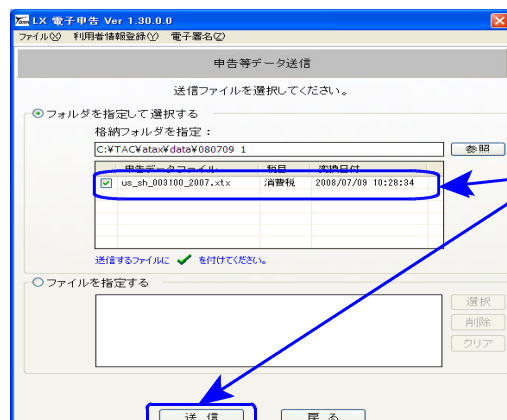 LX 電子申告 Ver 1.30.0.0
ファイル(X) 利用者情報登録(Y) 電子署名(Z)
申告等データ送信
送信ファイルを選択してください。
フォルダを指定して選択する
格納フォルダを指定：
C:¥TAC¥atax¥data¥080709_1
参照
申告データファイル 税目 変換日付
us_sh_003100_2007.xtx 消費税 2008/07/09 10:28:34
送信するファイルに ✔ を付けてください。
ファイルを指定する
選択
削除
クリア
送 信 戻 る